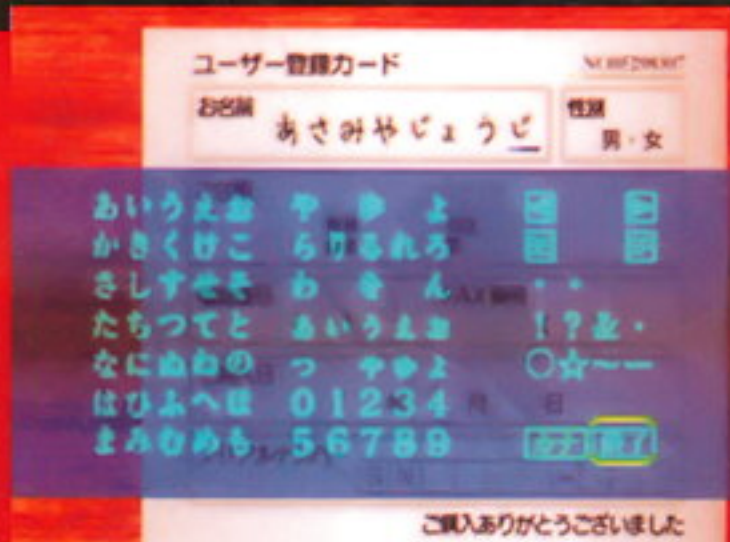 ユーザー登録カード
お名前 あさみやじょうじ 性別
男・女
あいうえお や ゆ よ
かきくけこ らりるれろ
さしすせそ わ を ん ゛ ゜
たちつてと ぁぃぅぇぉ !?&・
なにぬねの っ ゃゅょ ○☆~ー
はひふへほ 01234 月 日
まみむめも 56789 カタカナ 終了
ご購入ありがとうございました